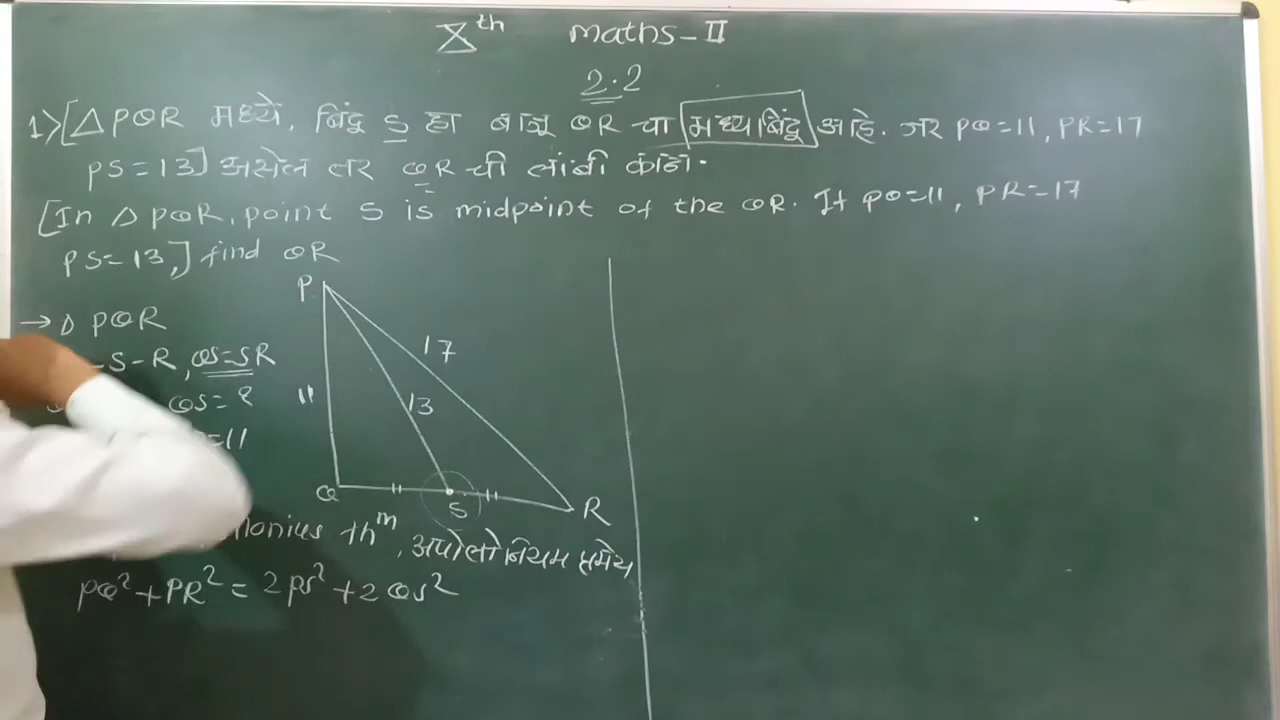 Xth maths-II
2.2
1) [△PQR मध्ये, बिंदू S हा बाजू QR चा मध्यबिंदू आहे. जर PQ=11, PR=17
PS=13] असेल तर QR ची लांबी काढा.
[In △PQR, point S is midpoint of the QR. If PQ=11, PR=17
PS=13,] find QR
P
→ △ PQR
-S-R, QS=SR
17
QS=?
11
13
=11
Q
S
R
thm, अपोलोनियस प्रमेय
PQ²+PR²=2PS²+2QS²